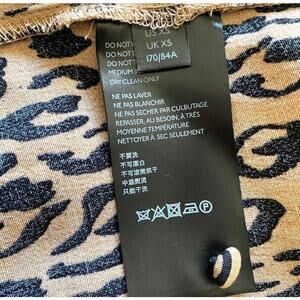 US XS
UK XS
170/84A
DO NOT
DO NOT
DO NOT
MEDIUM
DRY CLEAN ONLY
NE PAS LAVER
NE PAS BLANCHIR
NE PAS SECHER PAR CULBUTAGE
REPASSER, AU BESOIN, À TRÈS
MOYENNE TEMPÉRATURE
NETTOYER À SEC SEULEMENT
不要洗
不可漂白
不可滚筒烘干
中温熨烫
只能干洗
P